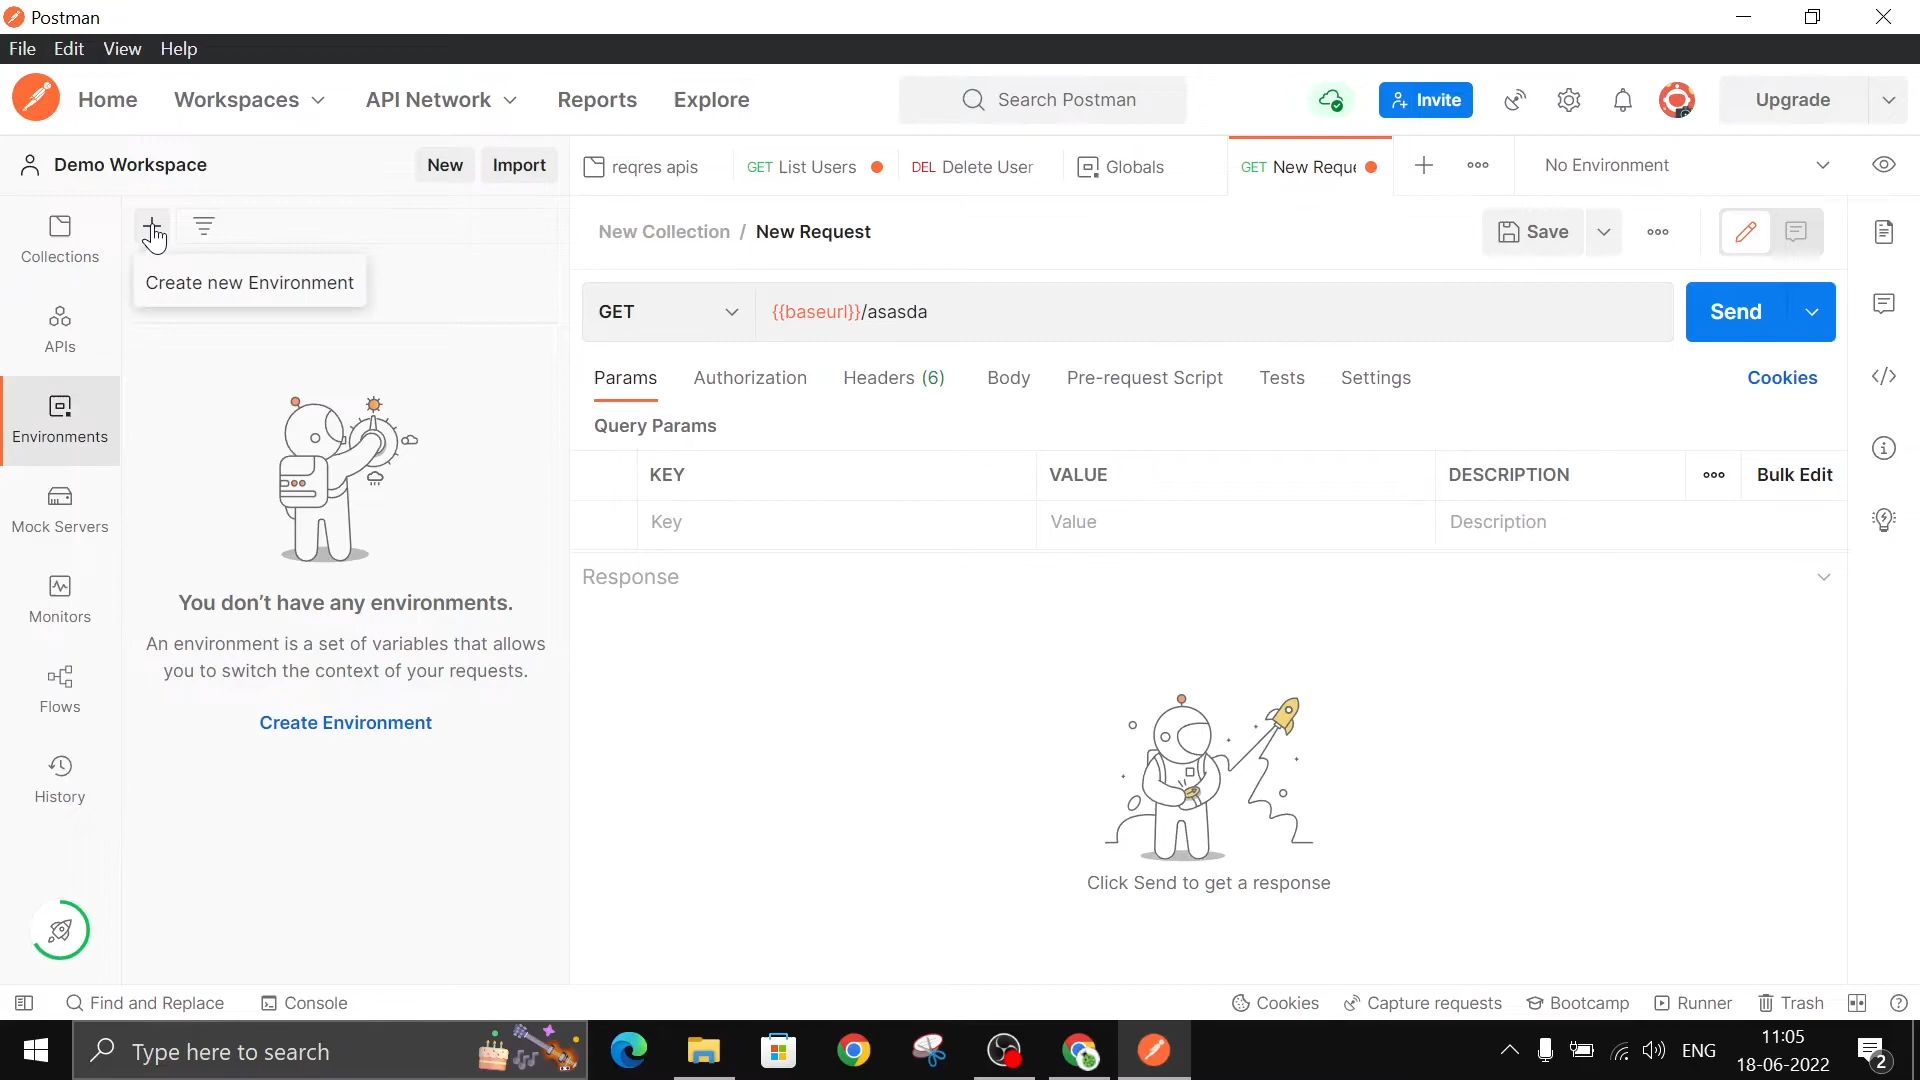 Postman
File Edit View Help
Home Workspaces API Network Reports Explore Search Postman Invite Upgrade
Demo Workspace New Import reqres apis GET List Users DEL Delete User Globals GET New Reque No Environment
Collections
New Collection / New Request Save
Create new Environment
GET {{baseurl}}/asasda Send
APIs
Params Authorization Headers (6) Body Pre-request Script Tests Settings Cookies
Environments
Query Params
KEY VALUE DESCRIPTION Bulk Edit
Key Value Description
Mock Servers
Response
Monitors
You don't have any environments.
An environment is a set of variables that allows
you to switch the context of your requests.
Flows
Create Environment
History
Click Send to get a response
Find and Replace Console Cookies Capture requests Bootcamp Runner Trash
Type here to search ENG 11:05
18-06-2022 2